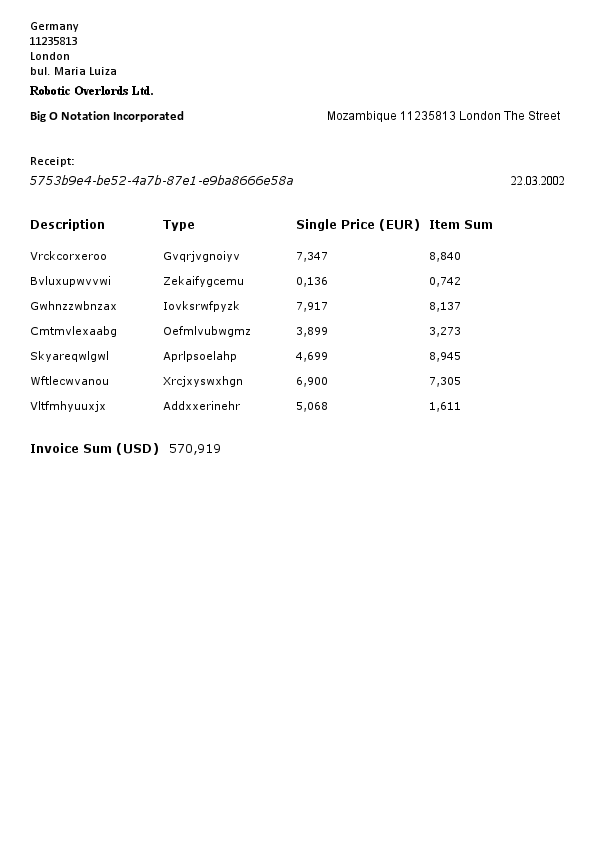 Germany
11235813
London
bul. Maria Luiza
Robotic Overlords Ltd.
Big O Notation Incorporated Mozambique 11235813 London The Street
Receipt:
5753b9e4-be52-4a7b-87e1-e9ba8666e58a 22.03.2002
Description Type Single Price (EUR) Item Sum
Vrckcorxeroo Gvqrjvgnoiyv 7,347 8,840
Bvluxupwvvwi Zekaifygcemu 0,136 0,742
Gwhnzzwbnzax Iovksrwfpyzk 7,917 8,137
Cmtmvlexaabg Oefmlvubwgmz 3,899 3,273
Skyareqwlgwl Aprlpsoelahp 4,699 8,945
Wftlecwvanou Xrcjxyswxhgn 6,900 7,305
Vltfmhyuuxjx Addxxerinehr 5,068 1,611
Invoice Sum (USD) 570,919